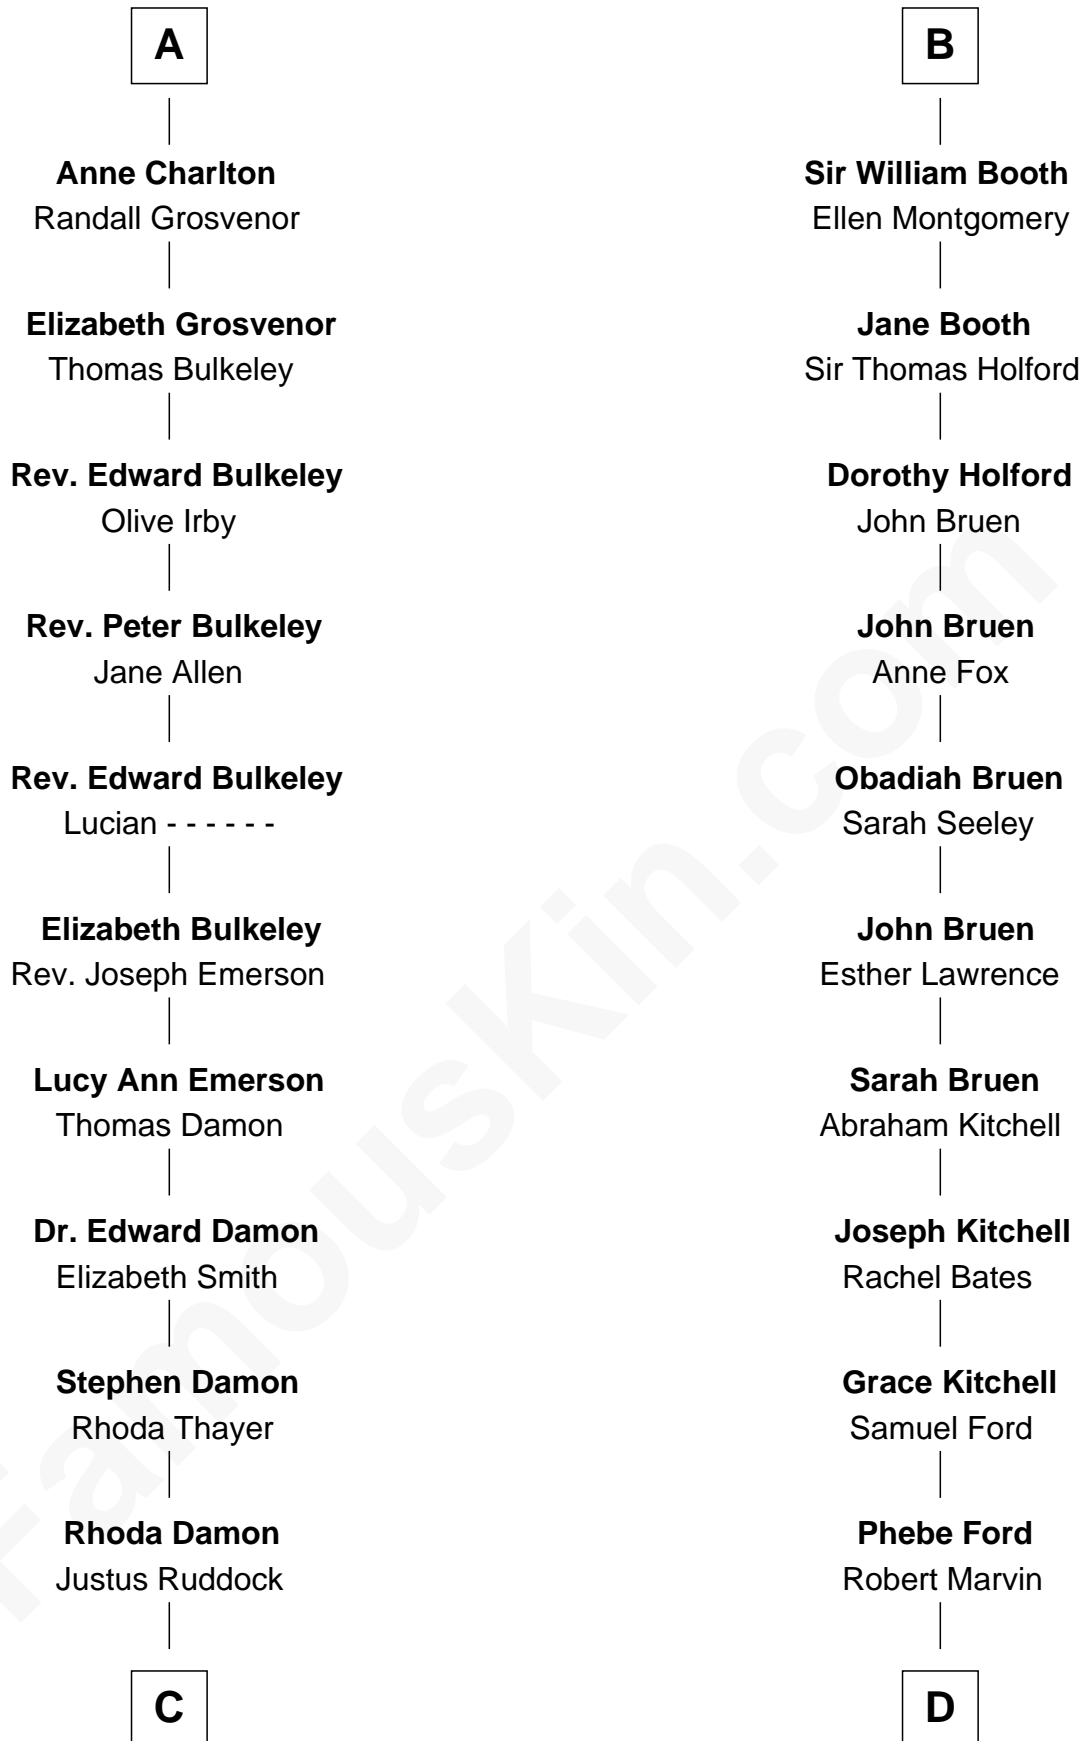 A
Anne Charlton
Randall Grosvenor
Elizabeth Grosvenor
Thomas Bulkeley
Rev. Edward Bulkeley
Olive Irby
Rev. Peter Bulkeley
Jane Allen
Rev. Edward Bulkeley
Lucian - - - - - -
Elizabeth Bulkeley
Rev. Joseph Emerson
Lucy Ann Emerson
Thomas Damon
Dr. Edward Damon
Elizabeth Smith
Stephen Damon
Rhoda Thayer
Rhoda Damon
Justus Ruddock
C
B
Sir William Booth
Ellen Montgomery
Jane Booth
Sir Thomas Holford
Dorothy Holford
John Bruen
John Bruen
Anne Fox
Obadiah Bruen
Sarah Seeley
John Bruen
Esther Lawrence
Sarah Bruen
Abraham Kitchell
Joseph Kitchell
Rachel Bates
Grace Kitchell
Samuel Ford
Phebe Ford
Robert Marvin
D
FamousKin.com